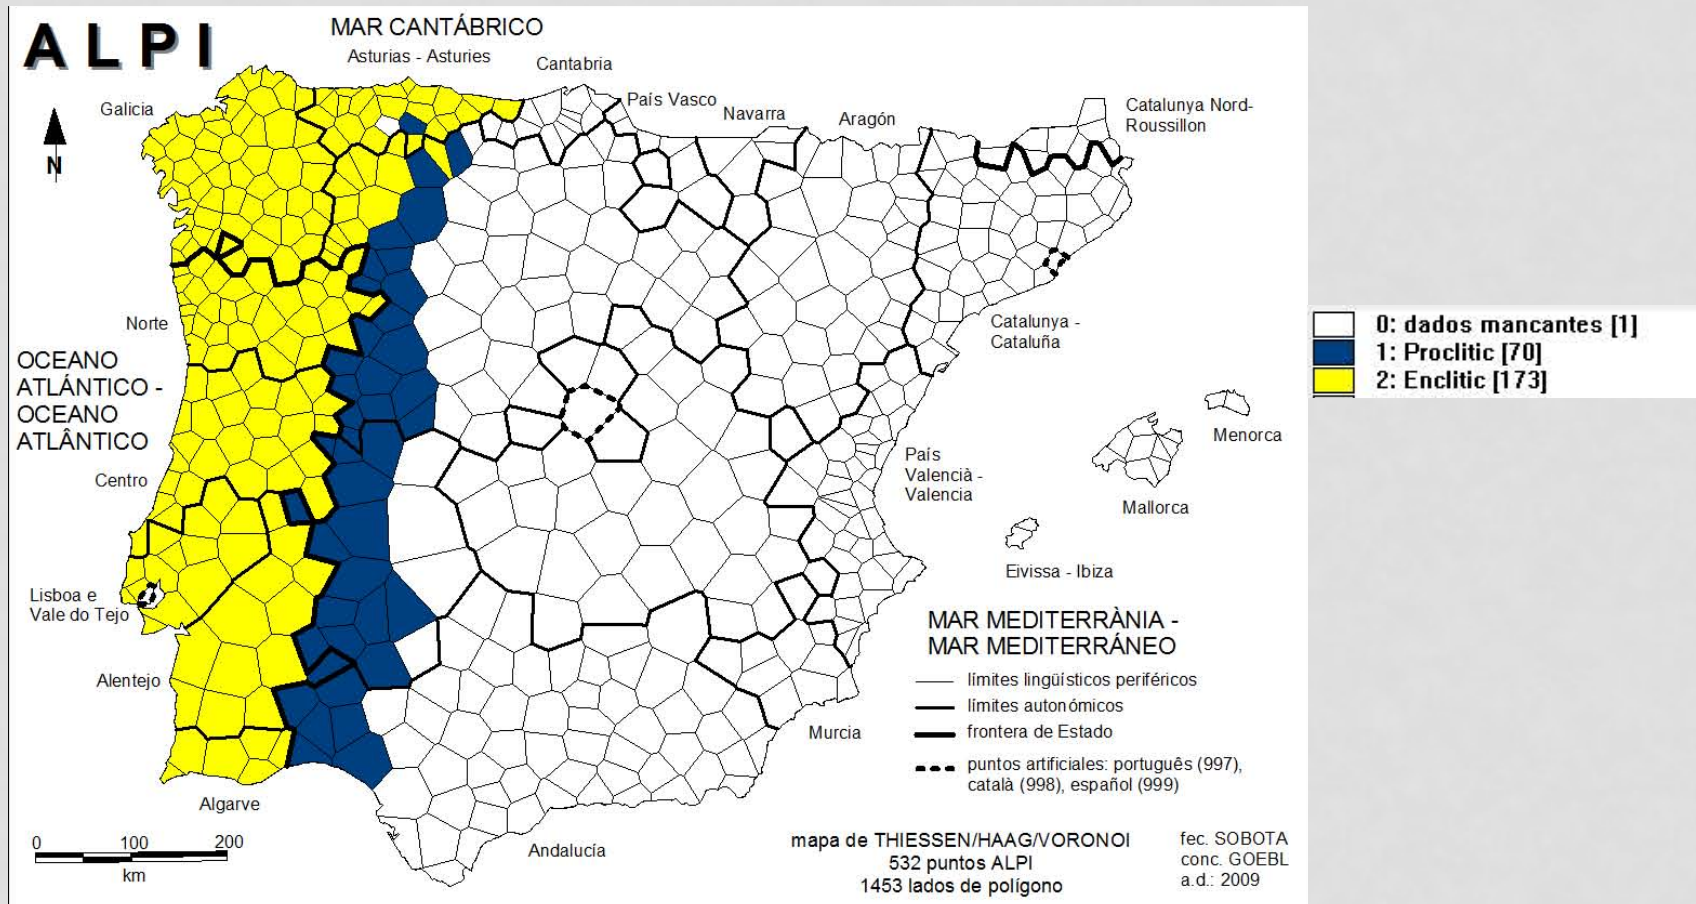 ALPI
MAR CANTÁBRICO
Asturias - Asturies
Cantabria
Galicia
País Vasco
Navarra
Aragón
Catalunya Nord-
Roussillon
N
Norte
OCEANO
ATLÁNTICO -
OCEANO
ATLÂNTICO
Centro
Lisboa e
Vale do Tejo
Alentejo
Algarve
Catalunya -
Cataluña
País
Valencià -
Valencia
Menorca
Mallorca
Eivissa - Ibiza
MAR MEDITERRÀNIA -
MAR MEDITERRÁNEO
límites lingüísticos periféricos
límites autonómicos
frontera de Estado
puntos artificiales: português (997),
català (998), español (999)
Murcia
Andalucía
0 100 200
km
mapa de THIESSEN/HAAG/VORONOI
532 puntos ALPI
1453 lados de polígono
fec. SOBOTA
conc. GOEBL
a.d.: 2009
0: dados mancantes [1]
1: Proclitic [70]
2: Enclitic [173]